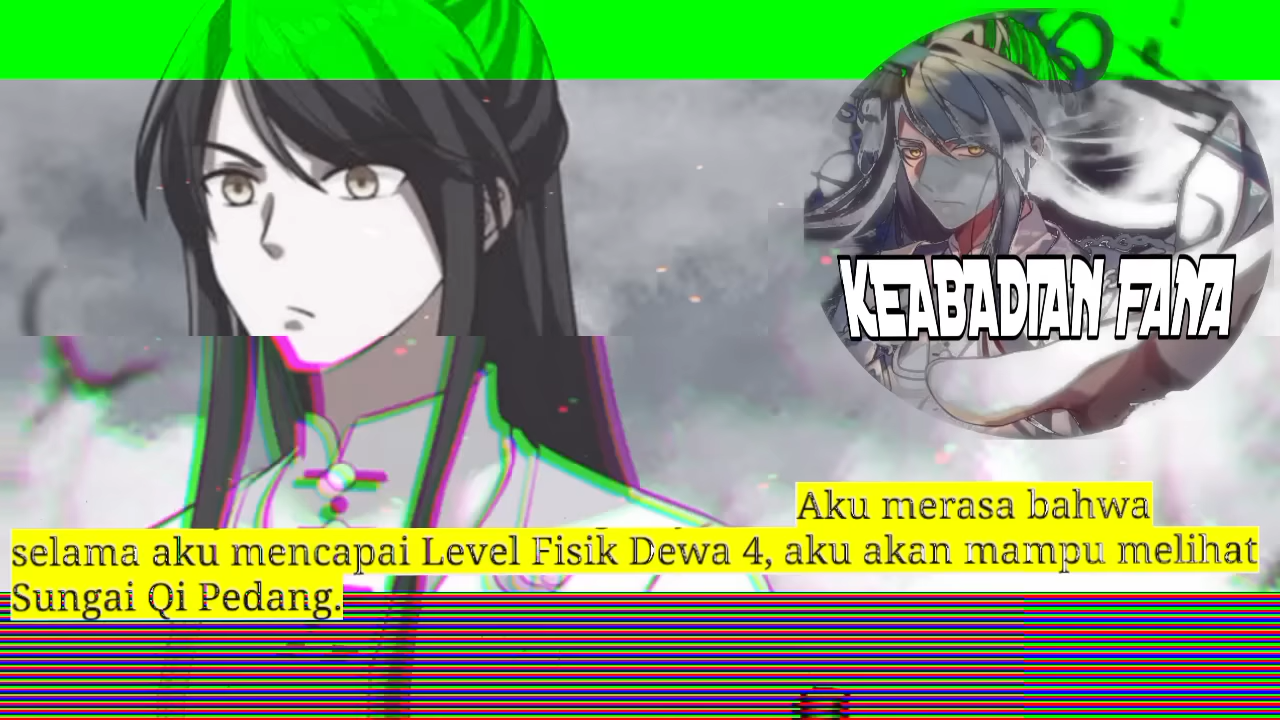 KEABADIAN FANA
Aku merasa bahwa
selama aku mencapai Level Fisik Dewa 4, aku akan mampu melihat
Sungai Qi Pedang.